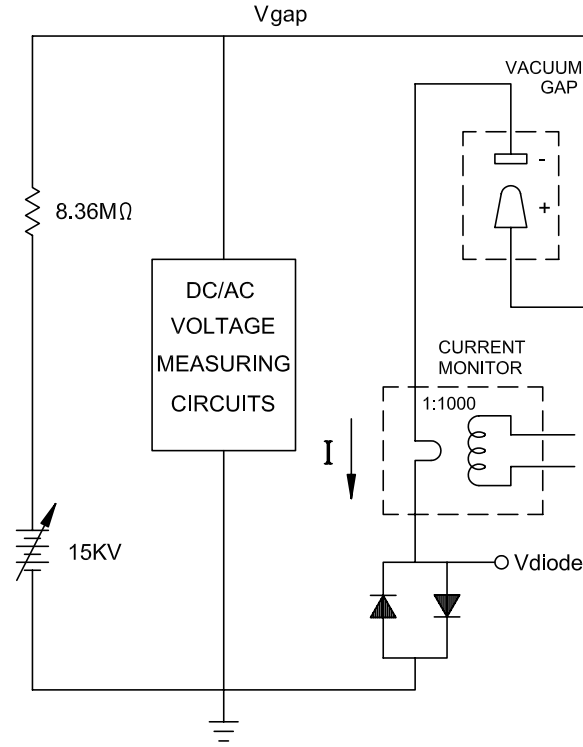 Vgap
VACUUM
GAP
-
+
8.36MΩ
DC/AC
VOLTAGE
MEASURING
CIRCUITS
CURRENT
MONITOR
1:1000
I
15KV
Vdiode